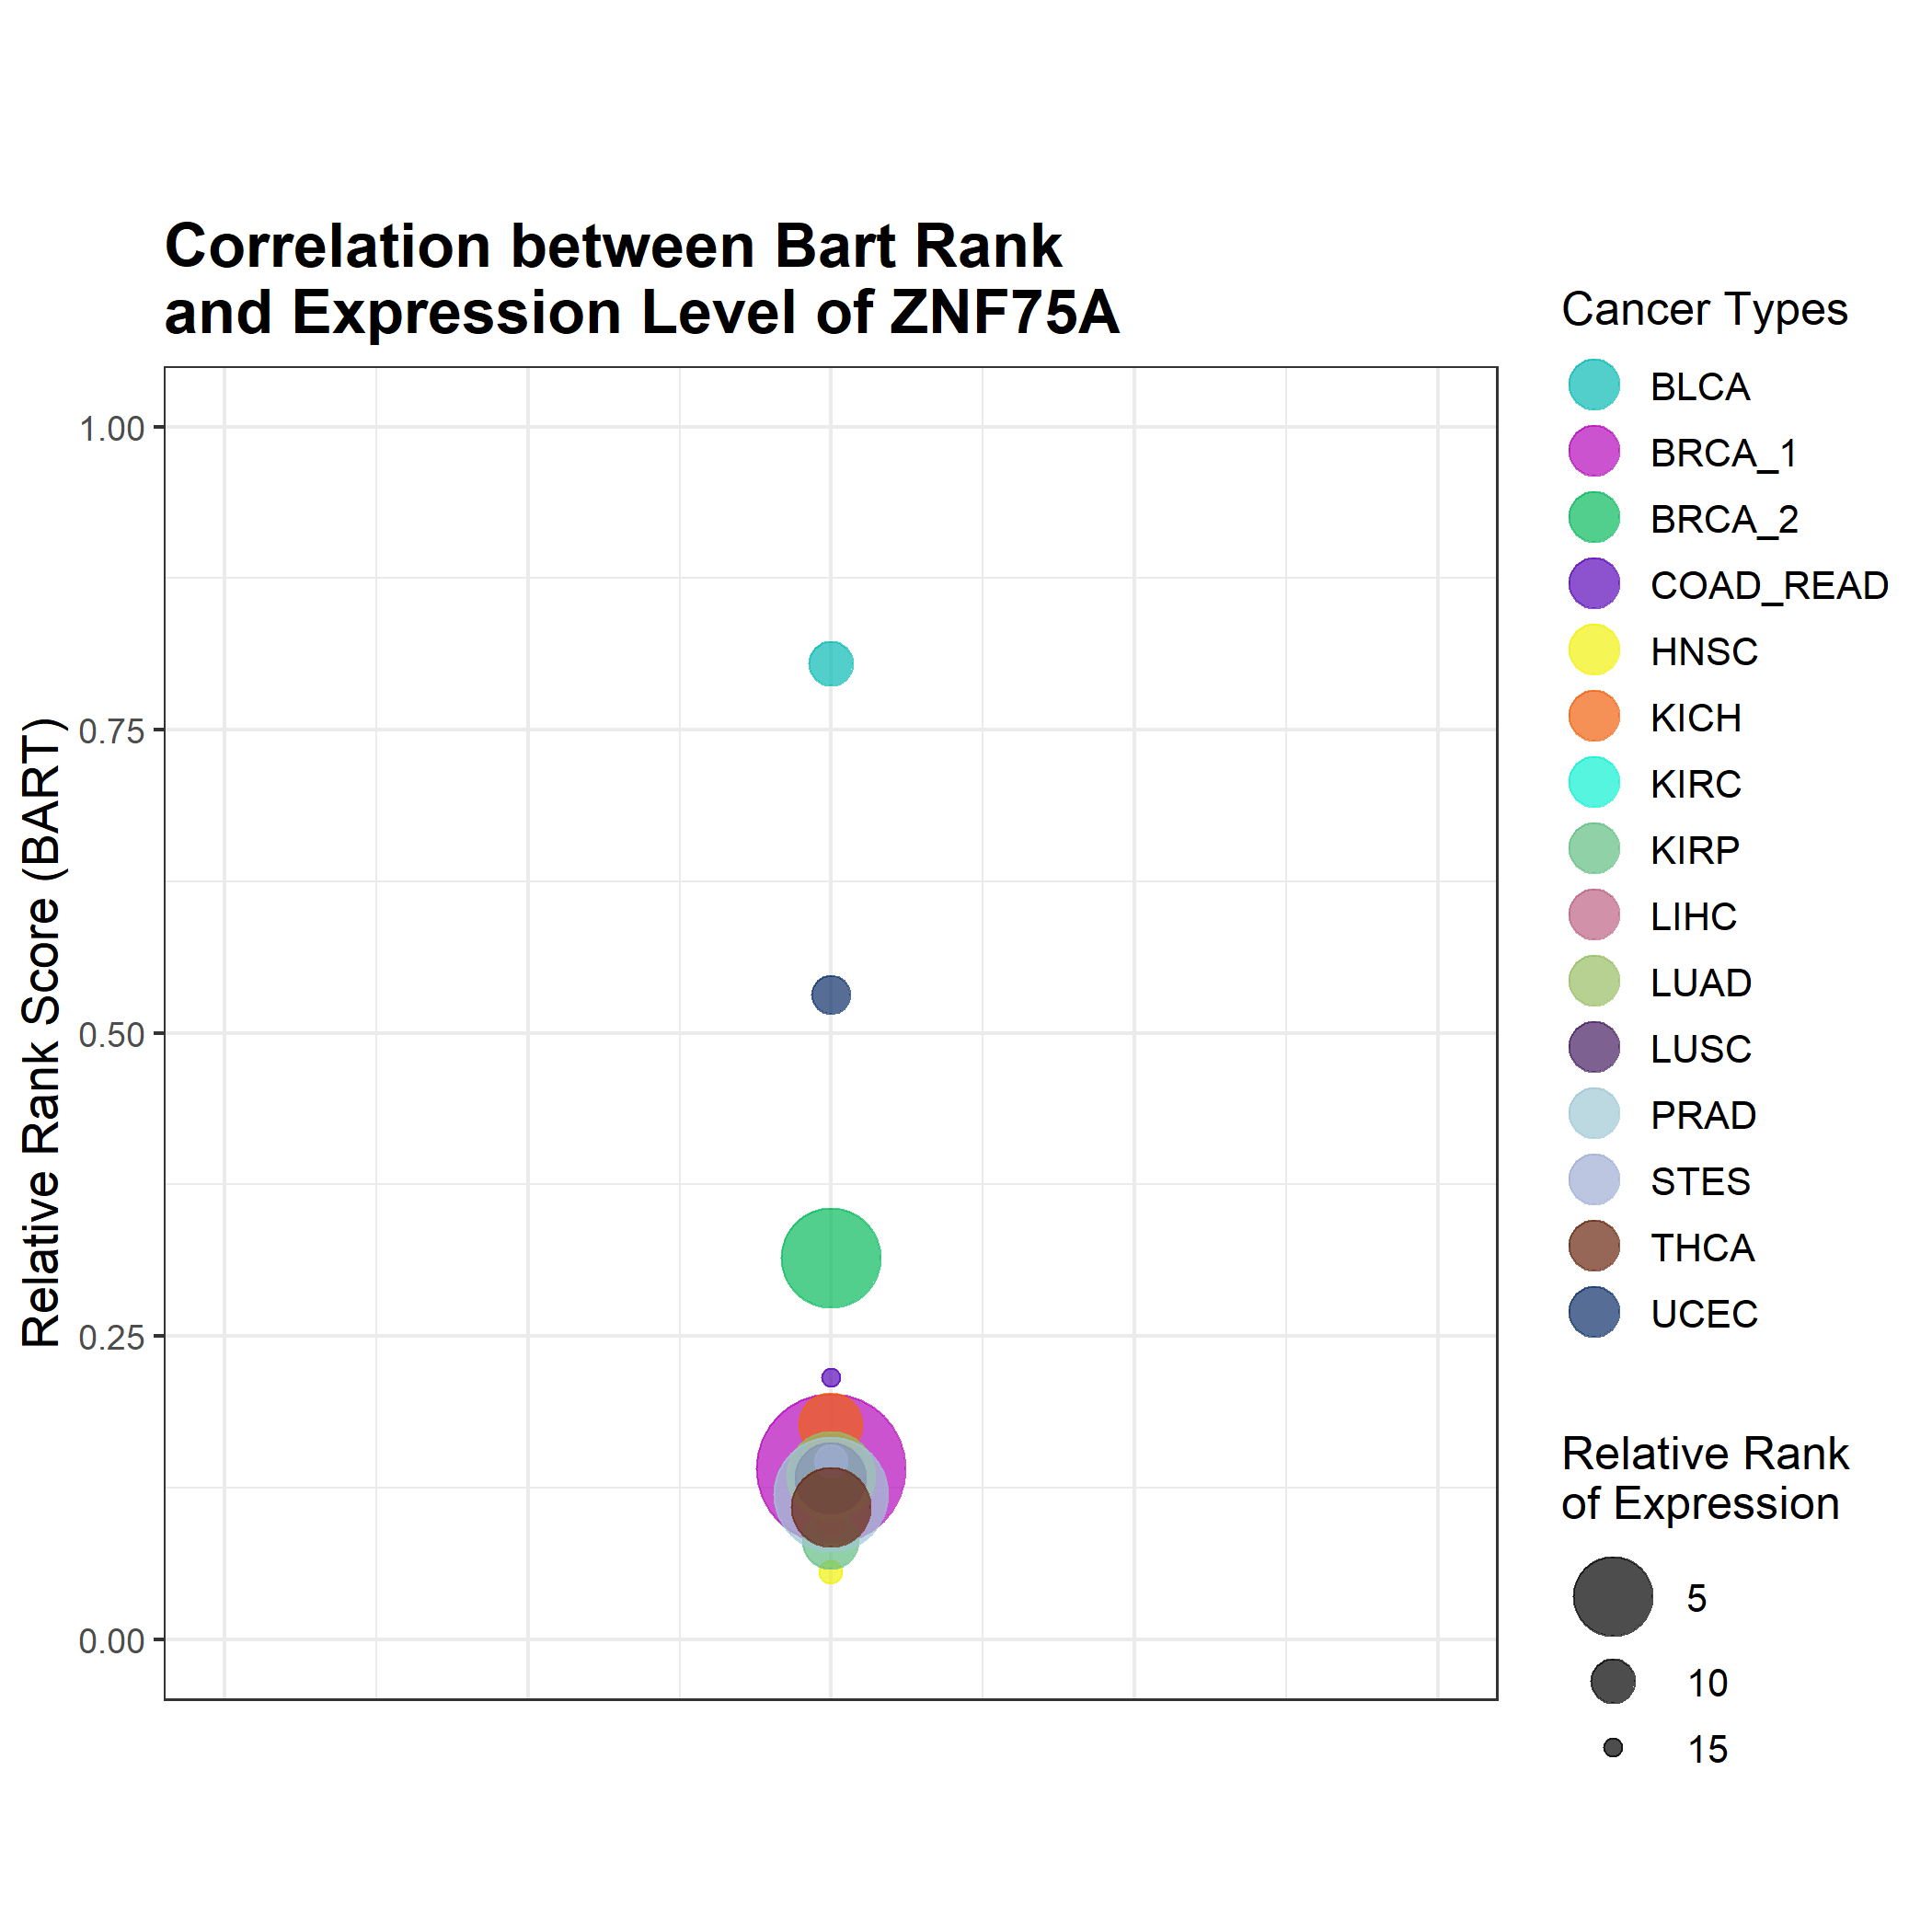 Correlation between Bart Rank
and Expression Level of ZNF75A
Relative Rank Score (BART)
1.00
0.75
0.50
0.25
0.00
Cancer Types
BLCA
BRCA_1
BRCA_2
COAD_READ
HNSC
KICH
KIRC
KIRP
LIHC
LUAD
LUSC
PRAD
STES
THCA
UCEC
Relative Rank
of Expression
5
10
15